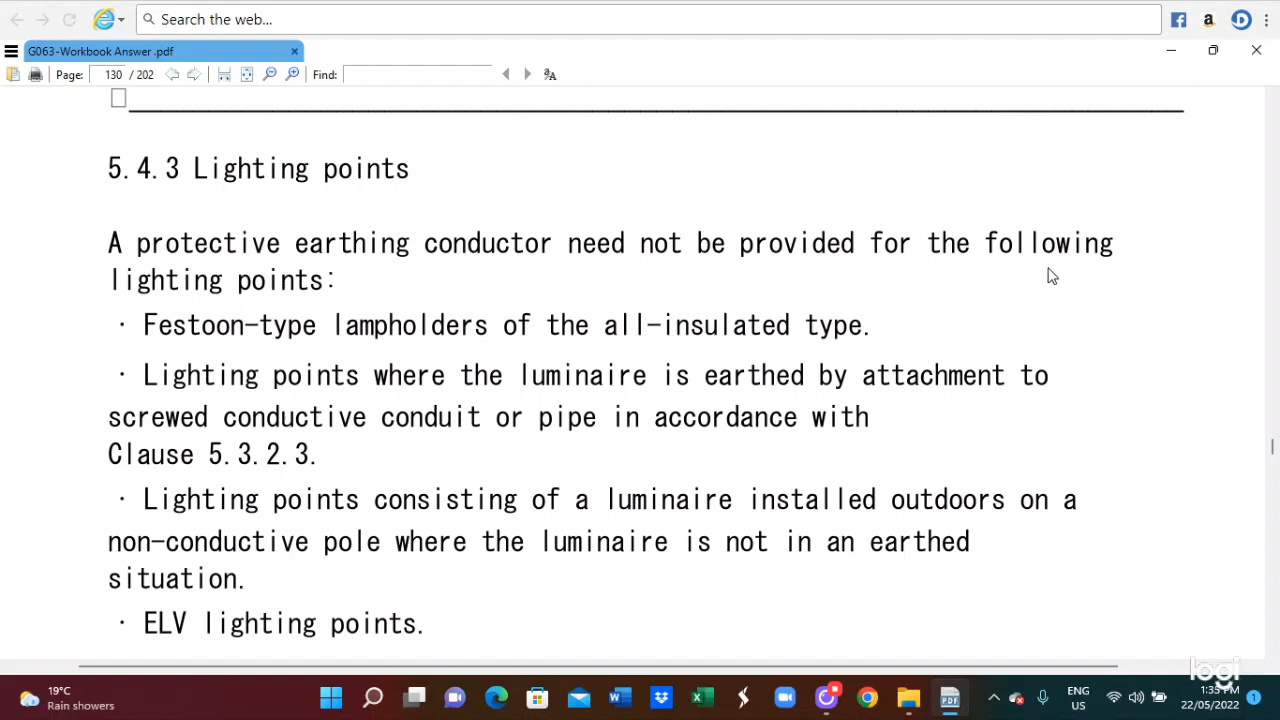 Search the web...
G063-Workbook Answer .pdf
Page: 130 / 202 Find:
5.4.3 Lighting points
A protective earthing conductor need not be provided for the following
lighting points:
· Festoon-type lampholders of the all-insulated type.
· Lighting points where the luminaire is earthed by attachment to
screwed conductive conduit or pipe in accordance with
Clause 5.3.2.3.
· Lighting points consisting of a luminaire installed outdoors on a
non-conductive pole where the luminaire is not in an earthed
situation.
· ELV lighting points.
logi
19°C
Rain showers
ENG
US
1:35 PM
22/05/2022